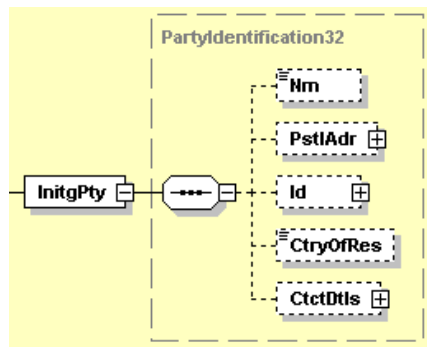 PartyIdentification32
Nm
PstlAdr
InitgPty
Id
CtryOfRes
CtctDtls